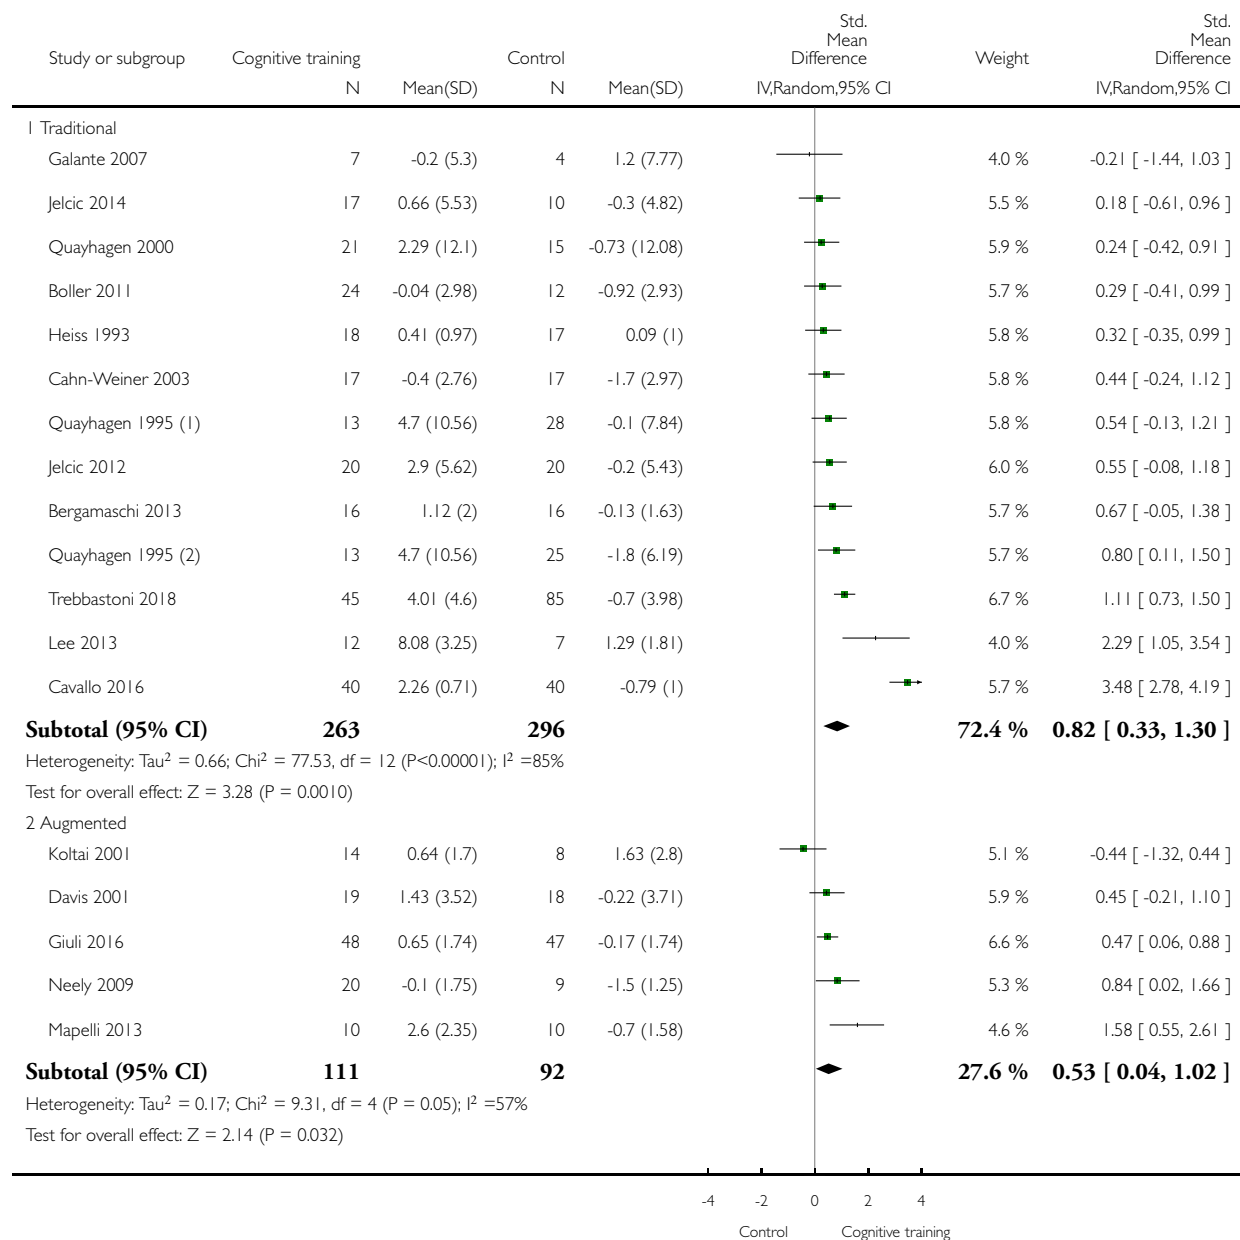 Std.
Mean
Difference
Std.
Mean
Difference
Study or subgroup Cognitive training Control Weight
N Mean(SD) N Mean(SD) IV,Random,95% CI IV,Random,95% CI
1 Traditional
Galante 2007 7 -0.2 (5.3) 4 1.2 (7.77) 4.0 % -0.21 [ -1.44, 1.03 ]
Jelcic 2014 17 0.66 (5.53) 10 -0.3 (4.82) 5.5 % 0.18 [ -0.61, 0.96 ]
Quayhagen 2000 21 2.29 (12.1) 15 -0.73 (12.08) 5.9 % 0.24 [ -0.42, 0.91 ]
Boller 2011 24 -0.04 (2.98) 12 -0.92 (2.93) 5.7 % 0.29 [ -0.41, 0.99 ]
Heiss 1993 18 0.41 (0.97) 17 0.09 (1) 5.8 % 0.32 [ -0.35, 0.99 ]
Cahn-Weiner 2003 17 -0.4 (2.76) 17 -1.7 (2.97) 5.8 % 0.44 [ -0.24, 1.12 ]
Quayhagen 1995 (1) 13 4.7 (10.56) 28 -0.1 (7.84) 5.8 % 0.54 [ -0.13, 1.21 ]
Jelcic 2012 20 2.9 (5.62) 20 -0.2 (5.43) 6.0 % 0.55 [ -0.08, 1.18 ]
Bergamaschi 2013 16 1.12 (2) 16 -0.13 (1.63) 5.7 % 0.67 [ -0.05, 1.38 ]
Quayhagen 1995 (2) 13 4.7 (10.56) 25 -1.8 (6.19) 5.7 % 0.80 [ 0.11, 1.50 ]
Trebbastoni 2018 45 4.01 (4.6) 85 -0.7 (3.98) 6.7 % 1.11 [ 0.73, 1.50 ]
Lee 2013 12 8.08 (3.25) 7 1.29 (1.81) 4.0 % 2.29 [ 1.05, 3.54 ]
Cavallo 2016 40 2.26 (0.71) 40 -0.79 (1) 5.7 % 3.48 [ 2.78, 4.19 ]
Subtotal (95% CI) 263 296 72.4 % 0.82 [ 0.33, 1.30 ]
Heterogeneity: Tau² = 0.66; Chi² = 77.53, df = 12 (P<0.00001); I² =85%
Test for overall effect: Z = 3.28 (P = 0.0010)
2 Augmented
Koltai 2001 14 0.64 (1.7) 8 1.63 (2.8) 5.1 % -0.44 [ -1.32, 0.44 ]
Davis 2001 19 1.43 (3.52) 18 -0.22 (3.71) 5.9 % 0.45 [ -0.21, 1.10 ]
Giuli 2016 48 0.65 (1.74) 47 -0.17 (1.74) 6.6 % 0.47 [ 0.06, 0.88 ]
Neely 2009 20 -0.1 (1.75) 9 -1.5 (1.25) 5.3 % 0.84 [ 0.02, 1.66 ]
Mapelli 2013 10 2.6 (2.35) 10 -0.7 (1.58) 4.6 % 1.58 [ 0.55, 2.61 ]
Subtotal (95% CI) 111 92 27.6 % 0.53 [ 0.04, 1.02 ]
Heterogeneity: Tau² = 0.17; Chi² = 9.31, df = 4 (P = 0.05); I² =57%
Test for overall effect: Z = 2.14 (P = 0.032)
-4 -2 0 2 4
Control Cognitive training